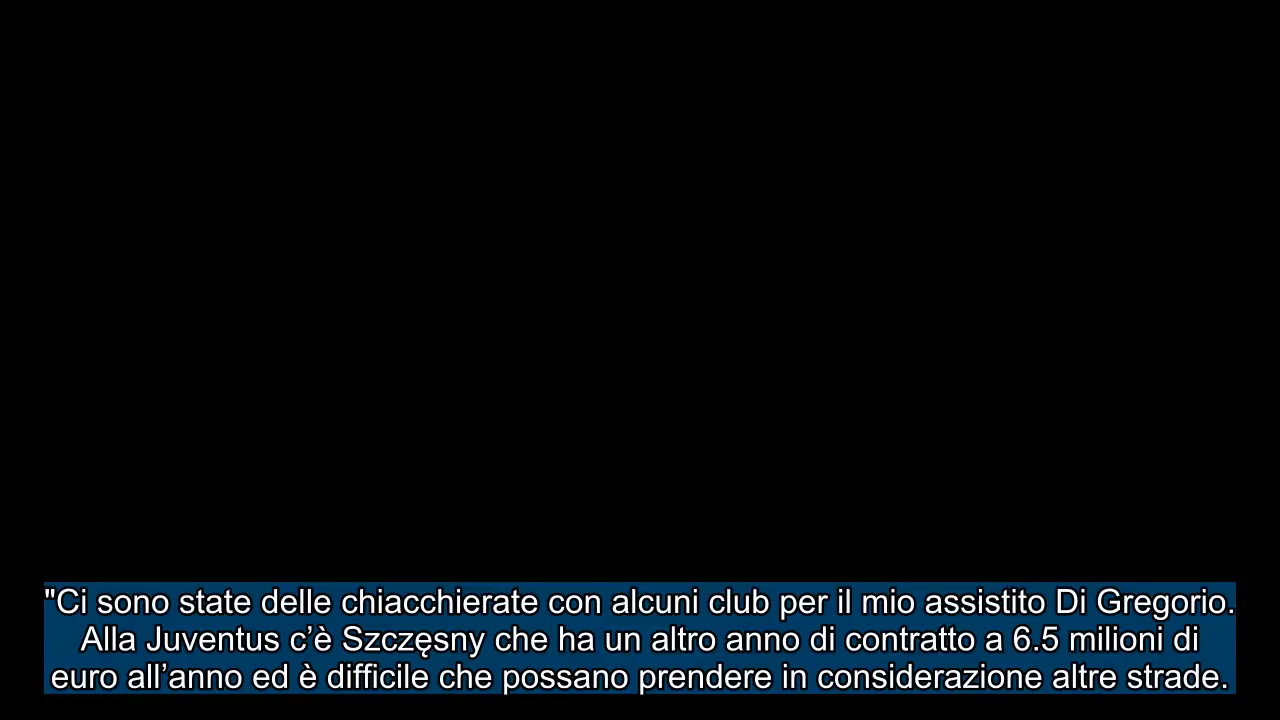 "Ci sono state delle chiacchierate con alcuni club per il mio assistito Di Gregorio.
Alla Juventus c’è Szczęsny che ha un altro anno di contratto a 6.5 milioni di
euro all’anno ed è difficile che possano prendere in considerazione altre strade.